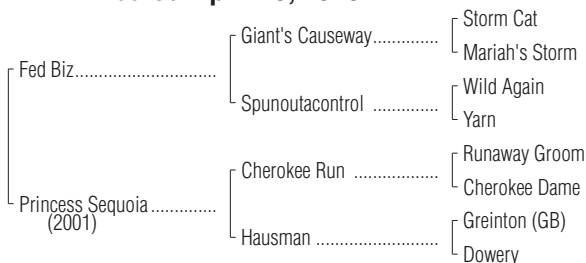 Giant's Causeway
Storm Cat
Mariah's Storm
Fed Biz
Spunoutacontrol
Wild Again
Yarn
Cherokee Run
Runaway Groom
Cherokee Dame
Princess Sequoia
(2001)
Hausman
Greinton (GB)
Dowery